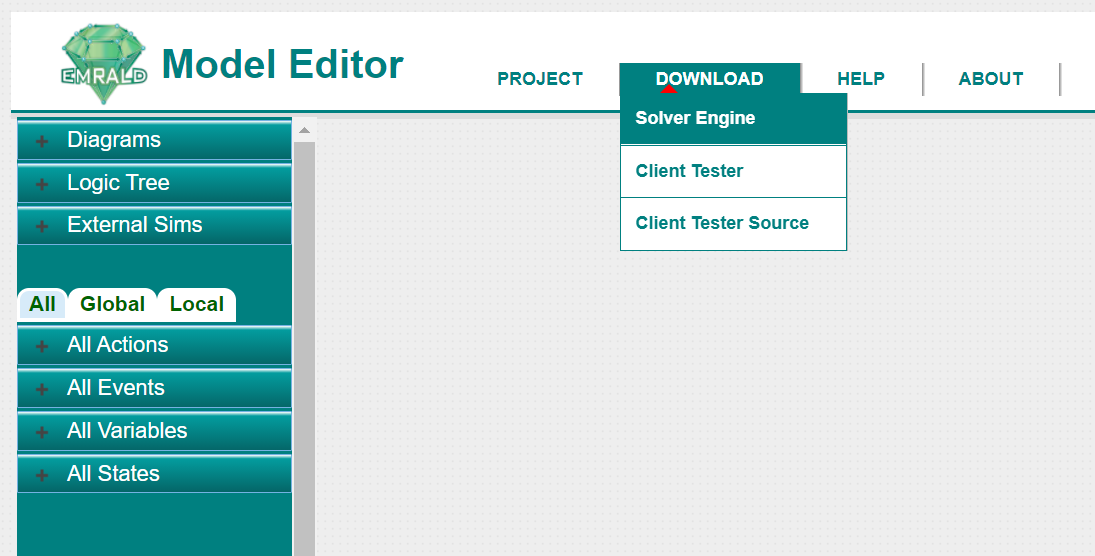 EMRALD
Model Editor
PROJECT
DOWNLOAD
HELP
ABOUT
Solver Engine
Client Tester
Client Tester Source
Diagrams
Logic Tree
External Sims
All Global Local
All Actions
All Events
All Variables
All States